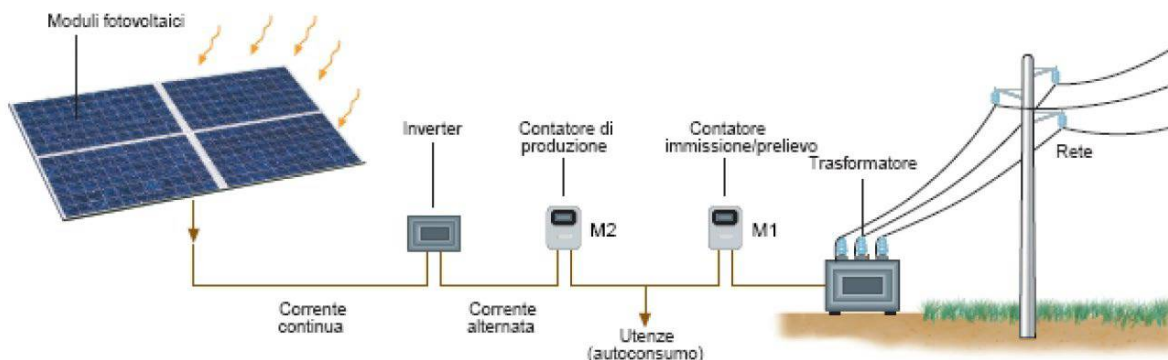 Moduli fotovoltaici
Inverter
Contatore di
produzione
Contatore
immissione/prelievo
Trasformatore
Rete
M2
M1
Corrente
continua
Corrente
alternata
Utenze
(autoconsumo)